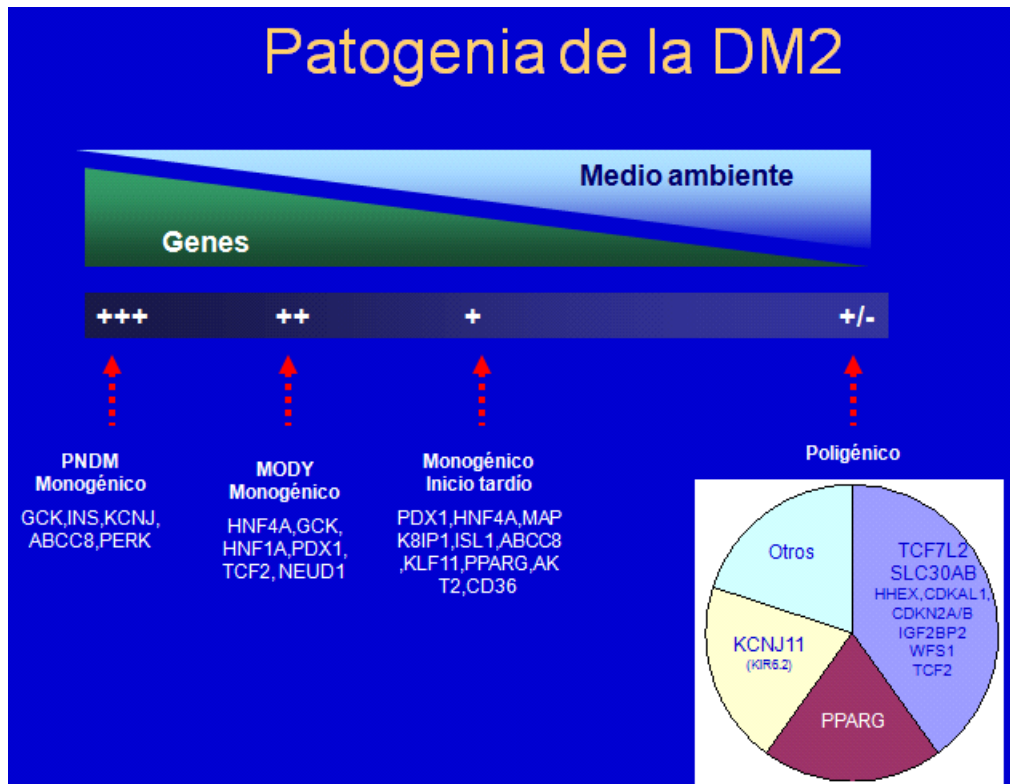 Patogenia de la DM2
Medio ambiente
Genes
+++
++
+
+/-
PNDM
Monogénico
GCK,INS,KCNJ,
ABCC8,PERK
MODY
Monogénico
HNF4A,GCK,
HNF1A,PDX1,
TCF2, NEUD1
Monogénico
Inicio tardío
PDX1,HNF4A,MAP
K8IP1,ISL1,ABCC8
,KLF11,PPARG,AK
T2,CD36
Poligénico
Otros
TCF7L2
SLC30AB
HHEX,CDKAL1,
CDKN2A/B
IGF2BP2
WFS1
TCF2
KCNJ11
(KIR6.2)
PPARG